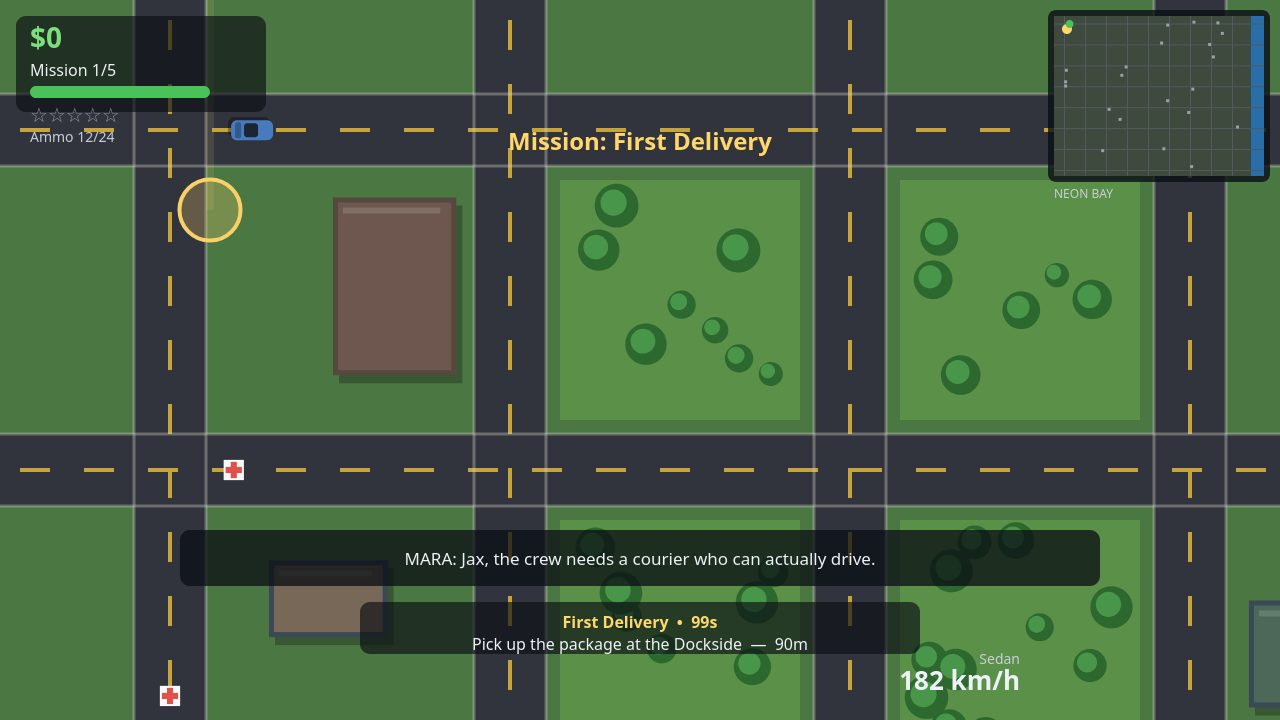 $0
Mission 1/5
☆☆☆☆☆
Ammo 12/24
Mission: First Delivery
NEON BAY
MARA: Jax, the crew needs a courier who can actually drive.
First Delivery • 99s
Pick up the package at the Dockside — 90m
Sedan
182 km/h